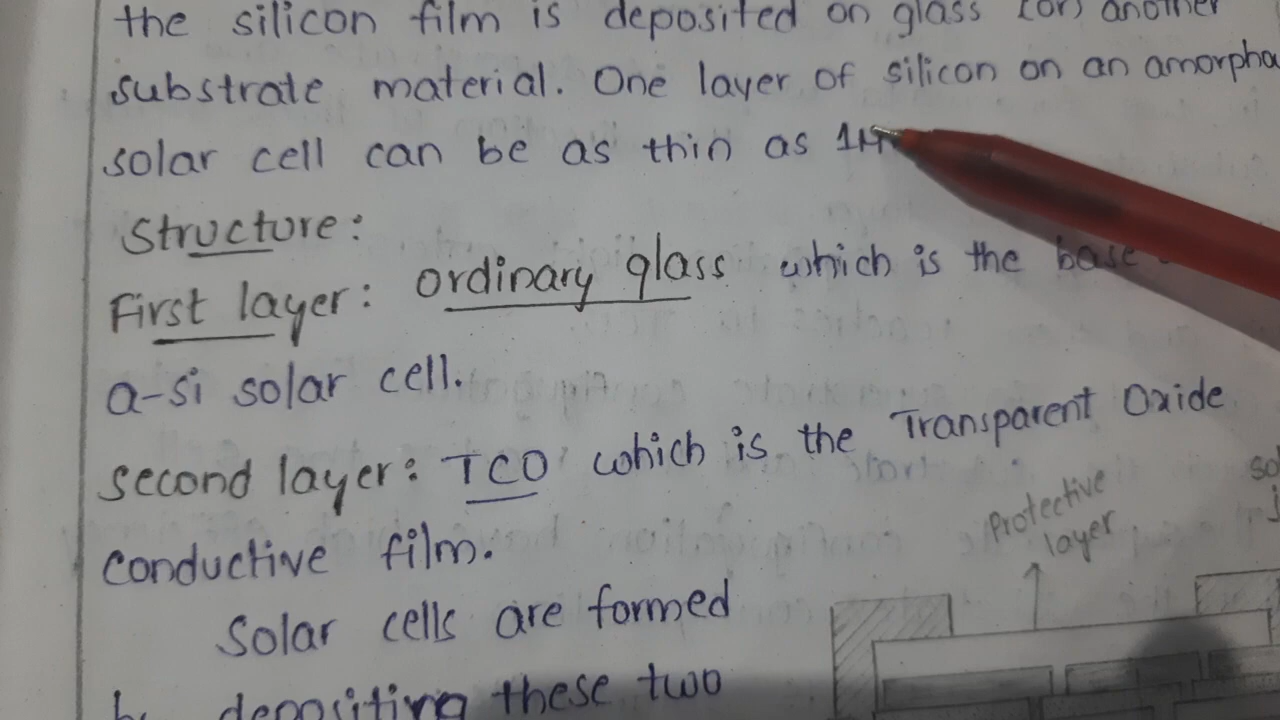 the silicon film is deposited on glass (or) another
substrate material. One layer of silicon on an
solar cell can be as thin as
Structure:
First layer: ordinary glass which is the base
a-si solar cell.
second layer: TCO which is the Transparent Oxide
conductive film.
Protective
layer
Solar cells are formed
depositing these two